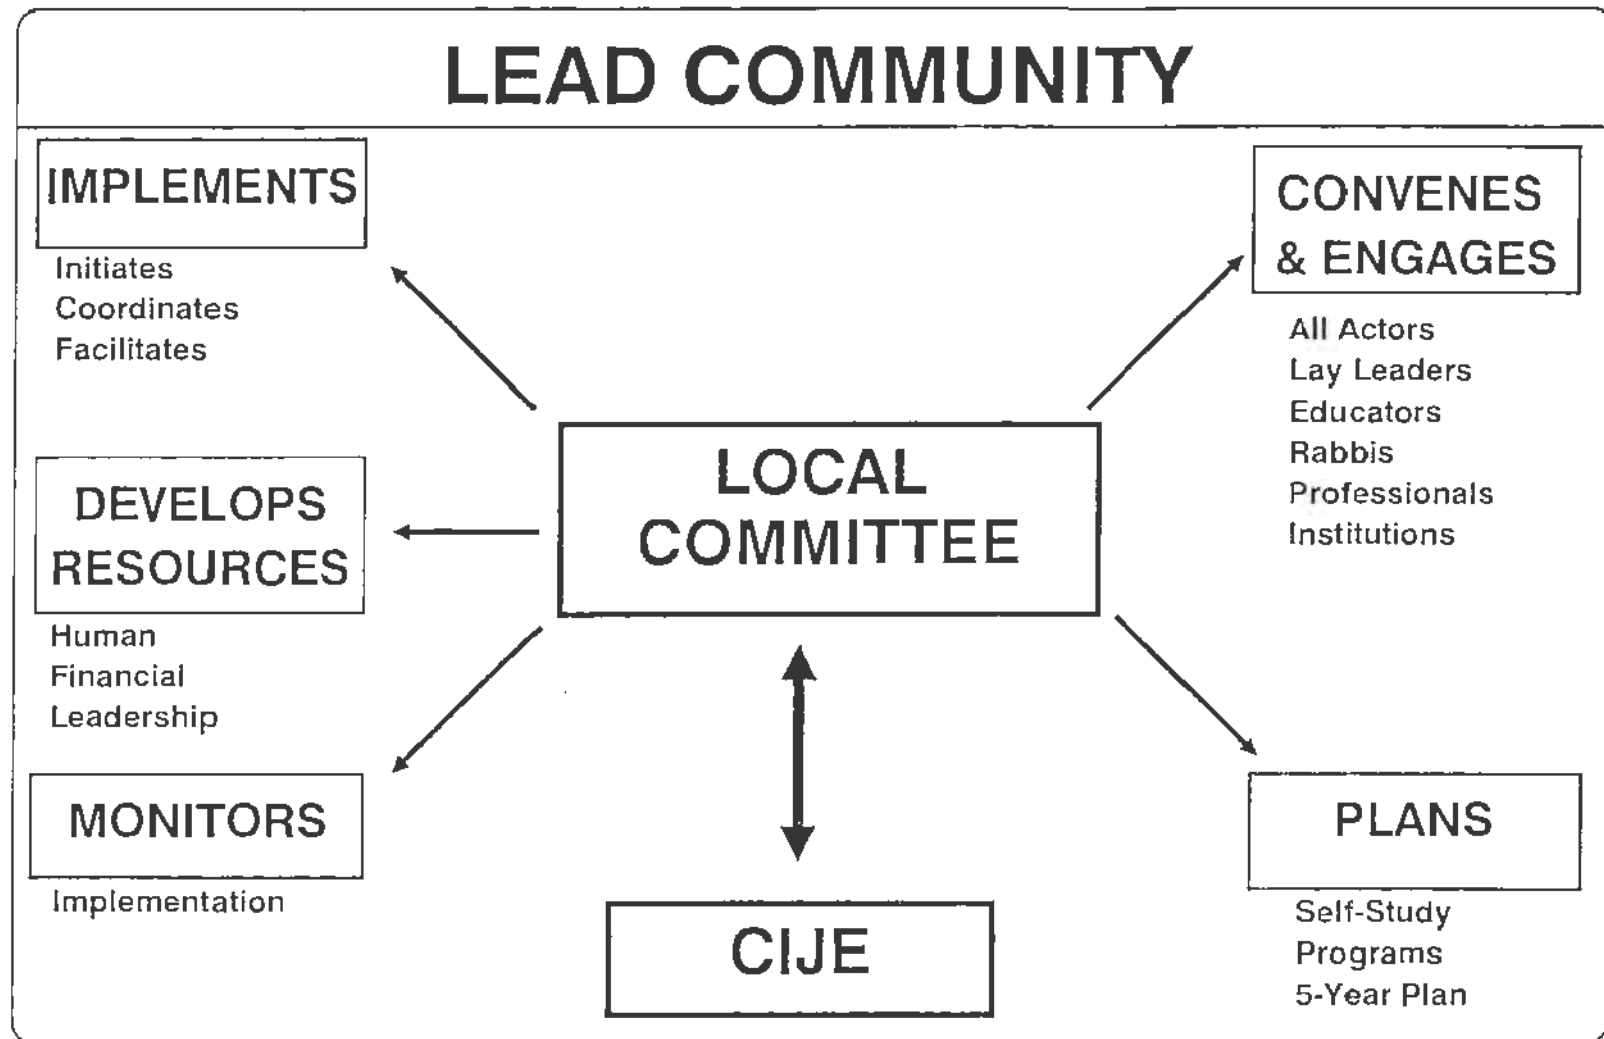 LEAD COMMUNITY
IMPLEMENTS
Initiates
Coordinates
Facilitates
CONVENES
& ENGAGES
All Actors
Lay Leaders
Educators
Rabbis
Professionals
Institutions
LOCAL
COMMITTEE
DEVELOPS
RESOURCES
Human
Financial
Leadership
MONITORS
Implementation
CIJE
PLANS
Self-Study
Programs
5-Year Plan